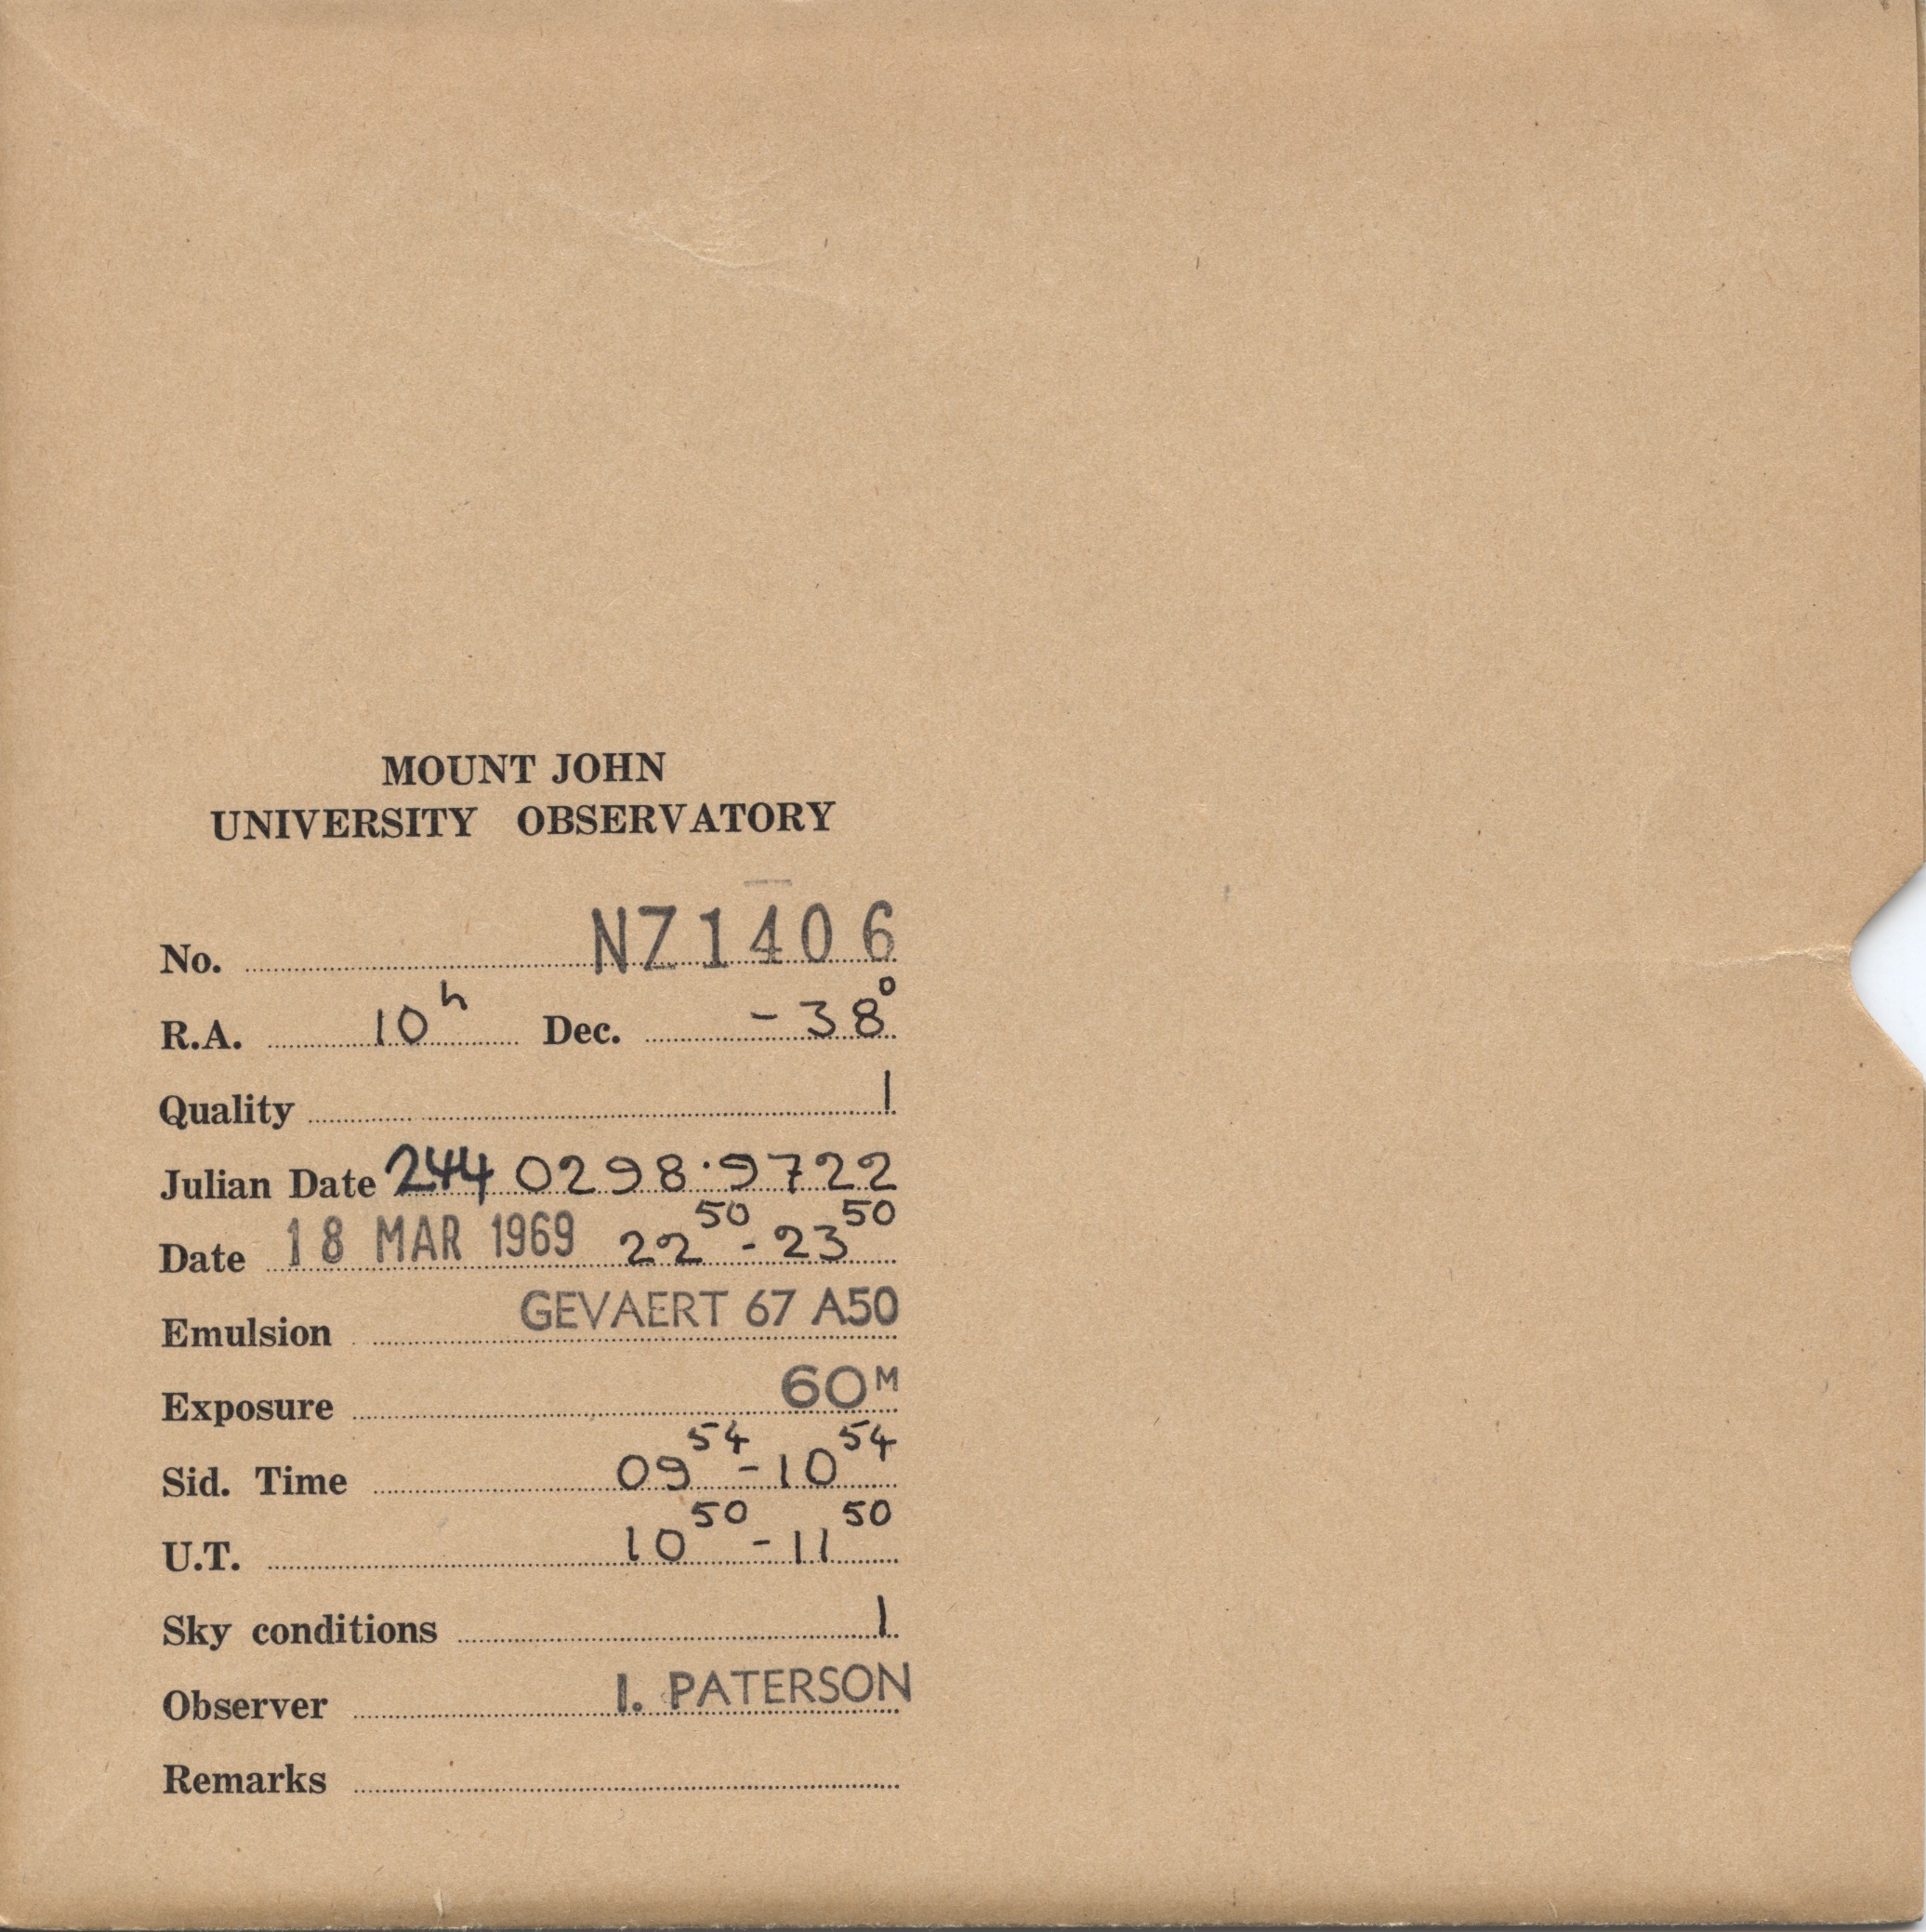 MOUNT JOHN
UNIVERSITY OBSERVATORY
No. NZ1406
R.A. 10h Dec. -38°
Quality 1
Julian Date 244 0298.9722
Date 18 MAR 1969 22 50 - 23 50
Emulsion GEVAERT 67 A50
Exposure 60M
Sid. Time 09 54 - 10 54
U.T. 10 50 - 11 50
Sky conditions 1
Observer I. PATERSON
Remarks